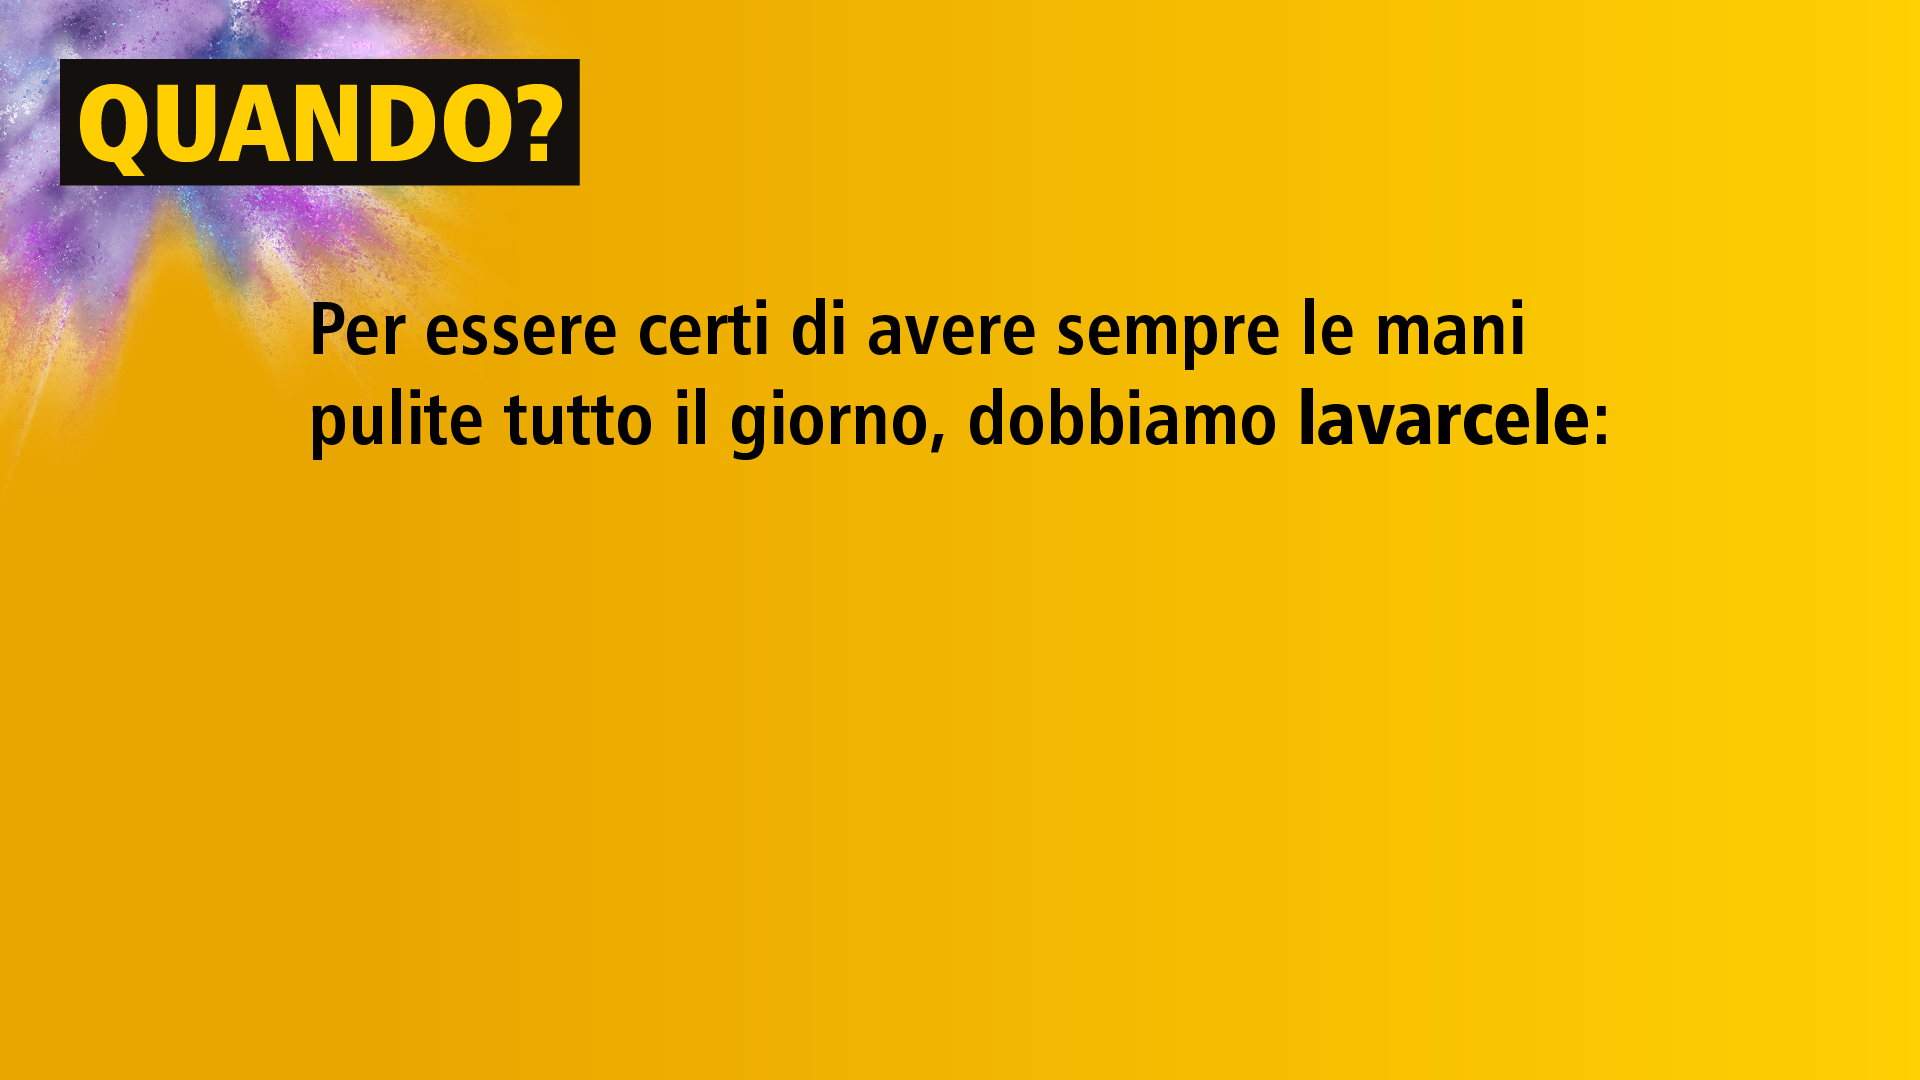 QUANDO?
Per essere certi di avere sempre le mani
pulite tutto il giorno, dobbiamo lavarcele: